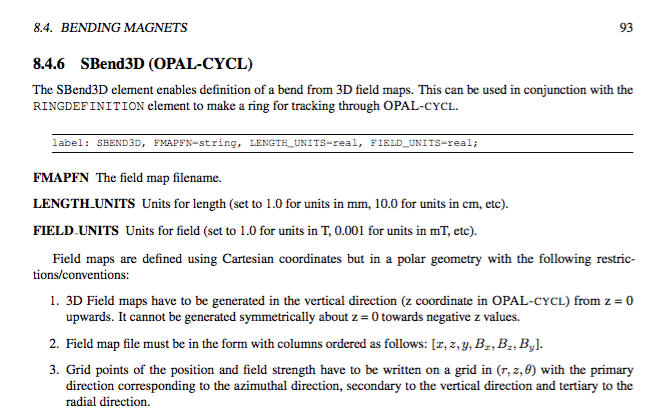 8.4. BENDING MAGNETS 93
8.4.6 SBend3D (OPAL-CYCL)
The SBend3D element enables definition of a bend from 3D field maps. This can be used in conjunction with the
RINGDEFINITION element to make a ring for tracking through OPAL-CYCL.
label: SBEND3D, FMAPFN=string, LENGTH_UNITS=real, FIELD_UNITS=real;
FMAPFN The field map filename.
LENGTH_UNITS Units for length (set to 1.0 for units in mm, 10.0 for units in cm, etc).
FIELD_UNITS Units for field (set to 1.0 for units in T, 0.001 for units in mT, etc).
Field maps are defined using Cartesian coordinates but in a polar geometry with the following restric-
tions/conventions:
1. 3D Field maps have to be generated in the vertical direction (z coordinate in OPAL-CYCL) from z = 0
upwards. It cannot be generated symmetrically about z = 0 towards negative z values.
2. Field map file must be in the form with columns ordered as follows: [x, z, y, Bx, Bz, By].
3. Grid points of the position and field strength have to be written on a grid in (r, z, θ) with the primary
direction corresponding to the azimuthal direction, secondary to the vertical direction and tertiary to the
radial direction.